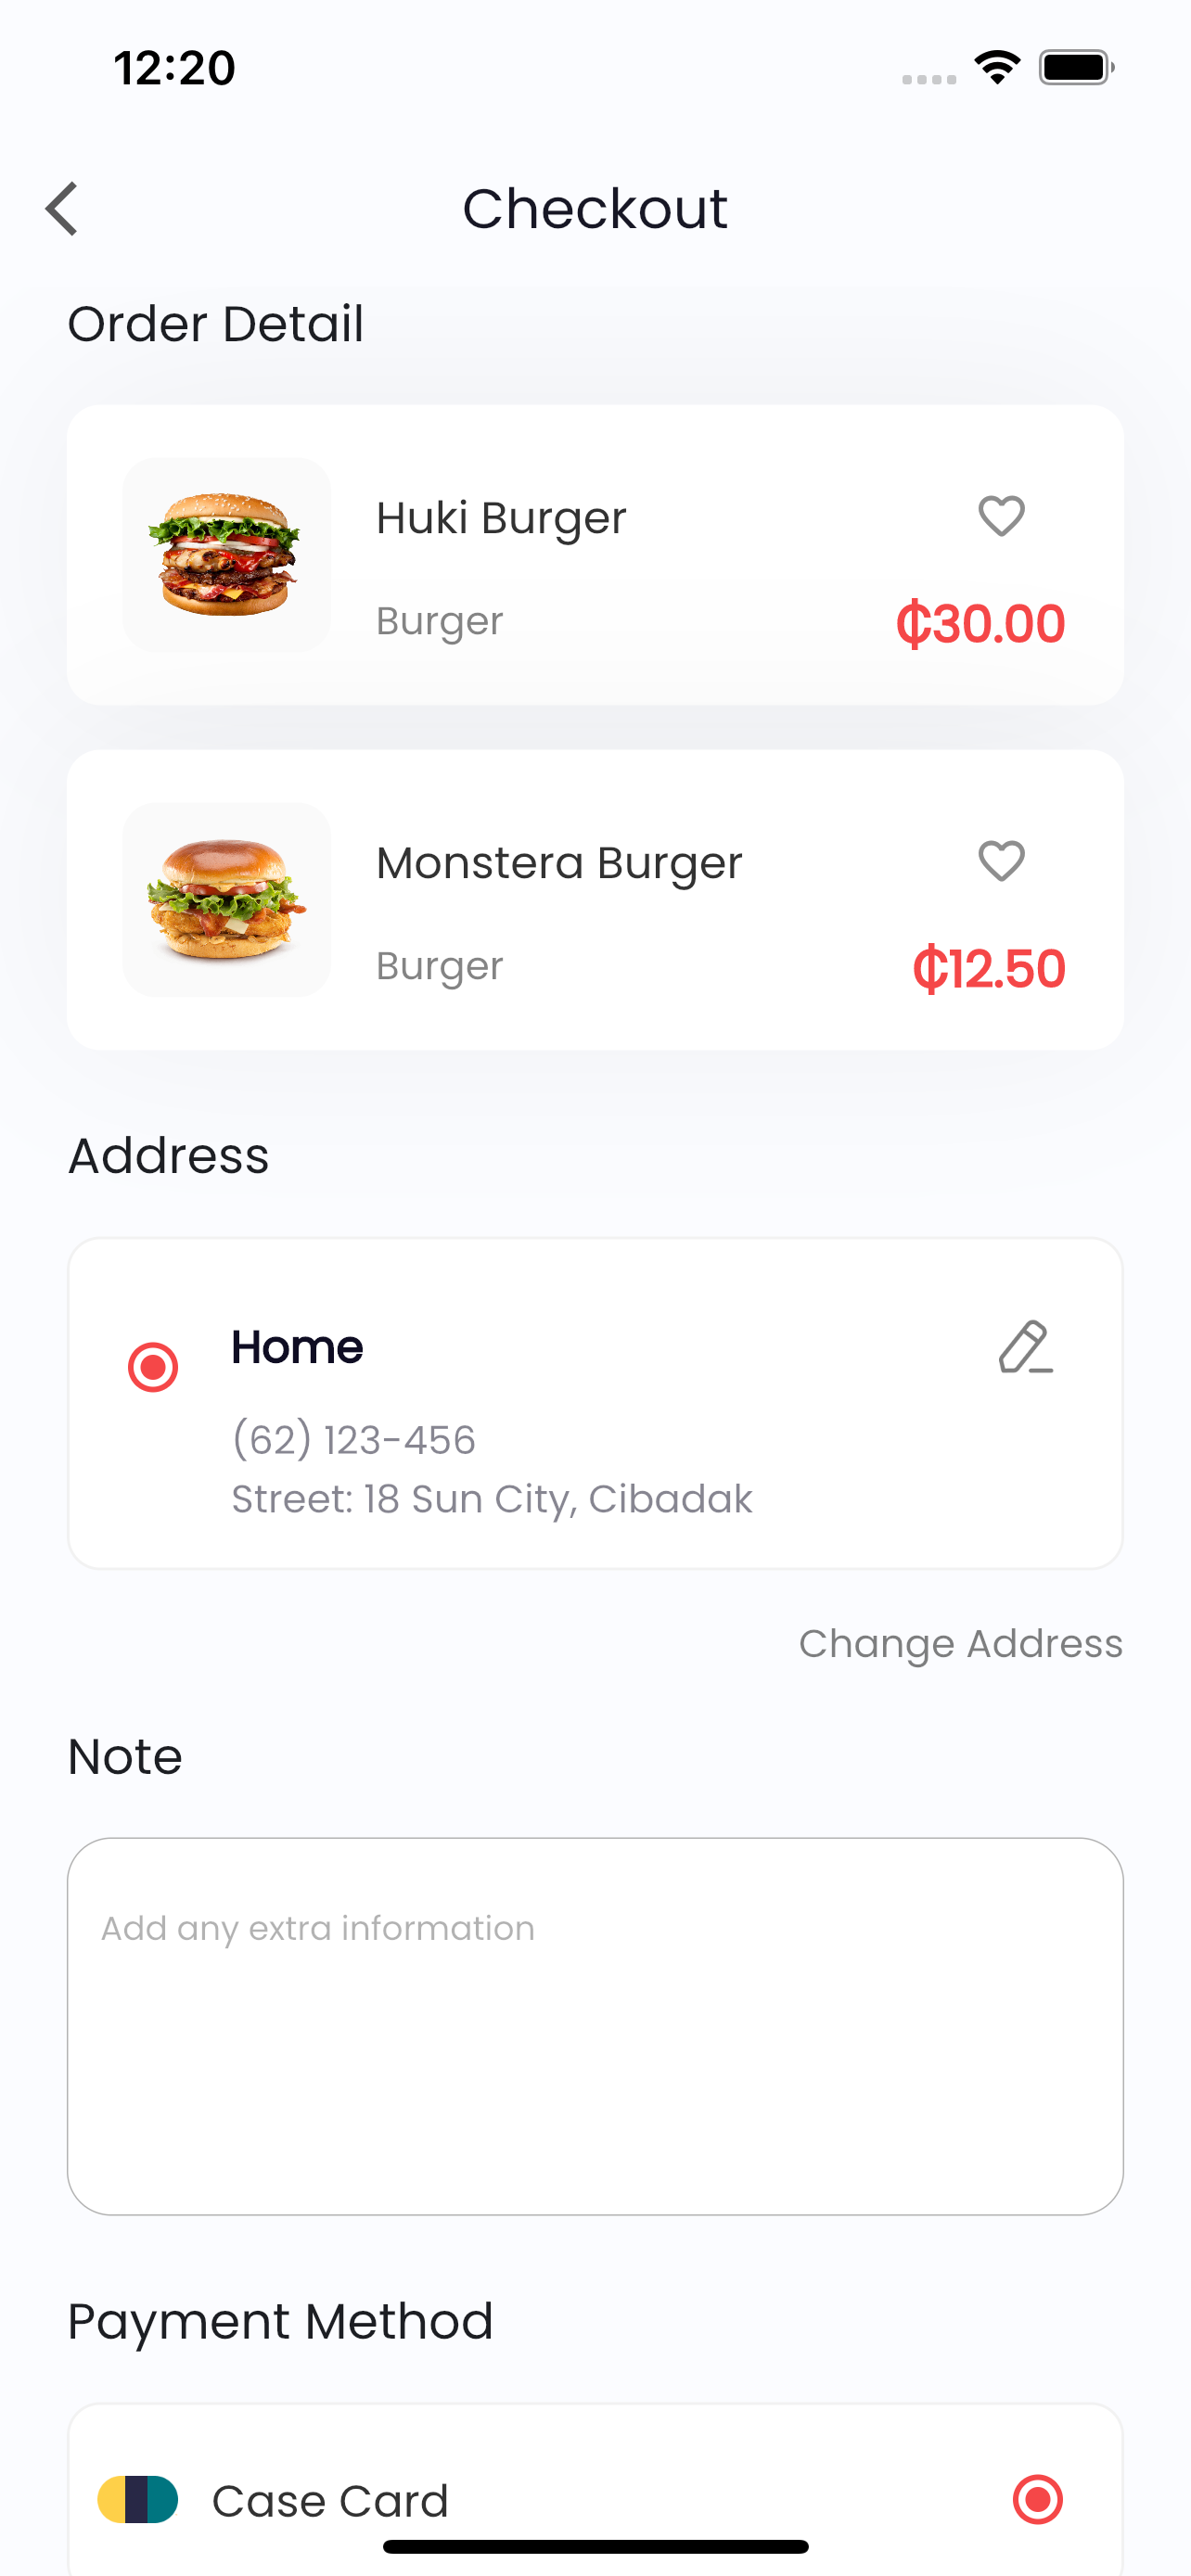 12:20
Checkout
Order Detail
Huki Burger
Burger
₵30.00
Monstera Burger
Burger
₵12.50
Address
Home
(62) 123-456
Street: 18 Sun City, Cibadak
Change Address
Note
Add any extra information
Payment Method
Case Card